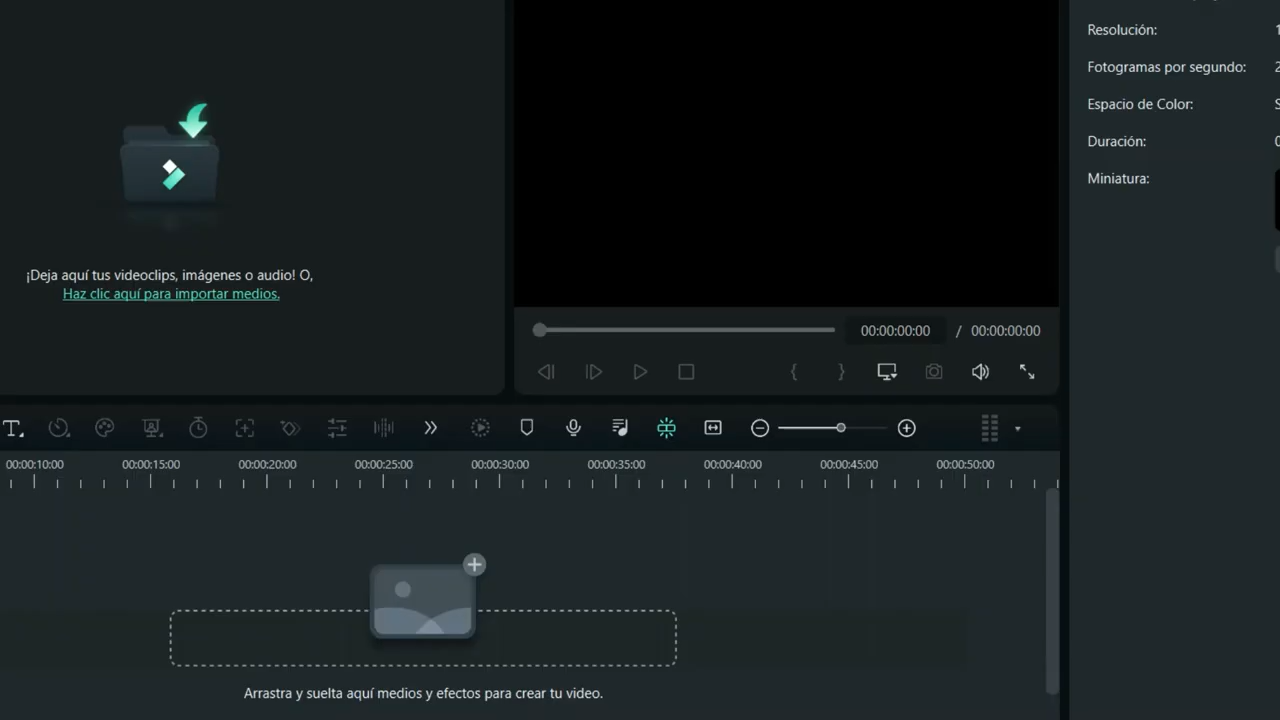 Resolución:
Fotogramas por segundo:
Espacio de Color:
Duración:
Miniatura:
¡Deja aquí tus videoclips, imágenes o audio! O,
Haz clic aquí para importar medios.
00:00:00:00 / 00:00:00:00
00:00:10:00 00:00:15:00 00:00:20:00 00:00:25:00 00:00:30:00 00:00:35:00 00:00:40:00 00:00:45:00 00:00:50:00
Arrastra y suelta aquí medios y efectos para crear tu video.